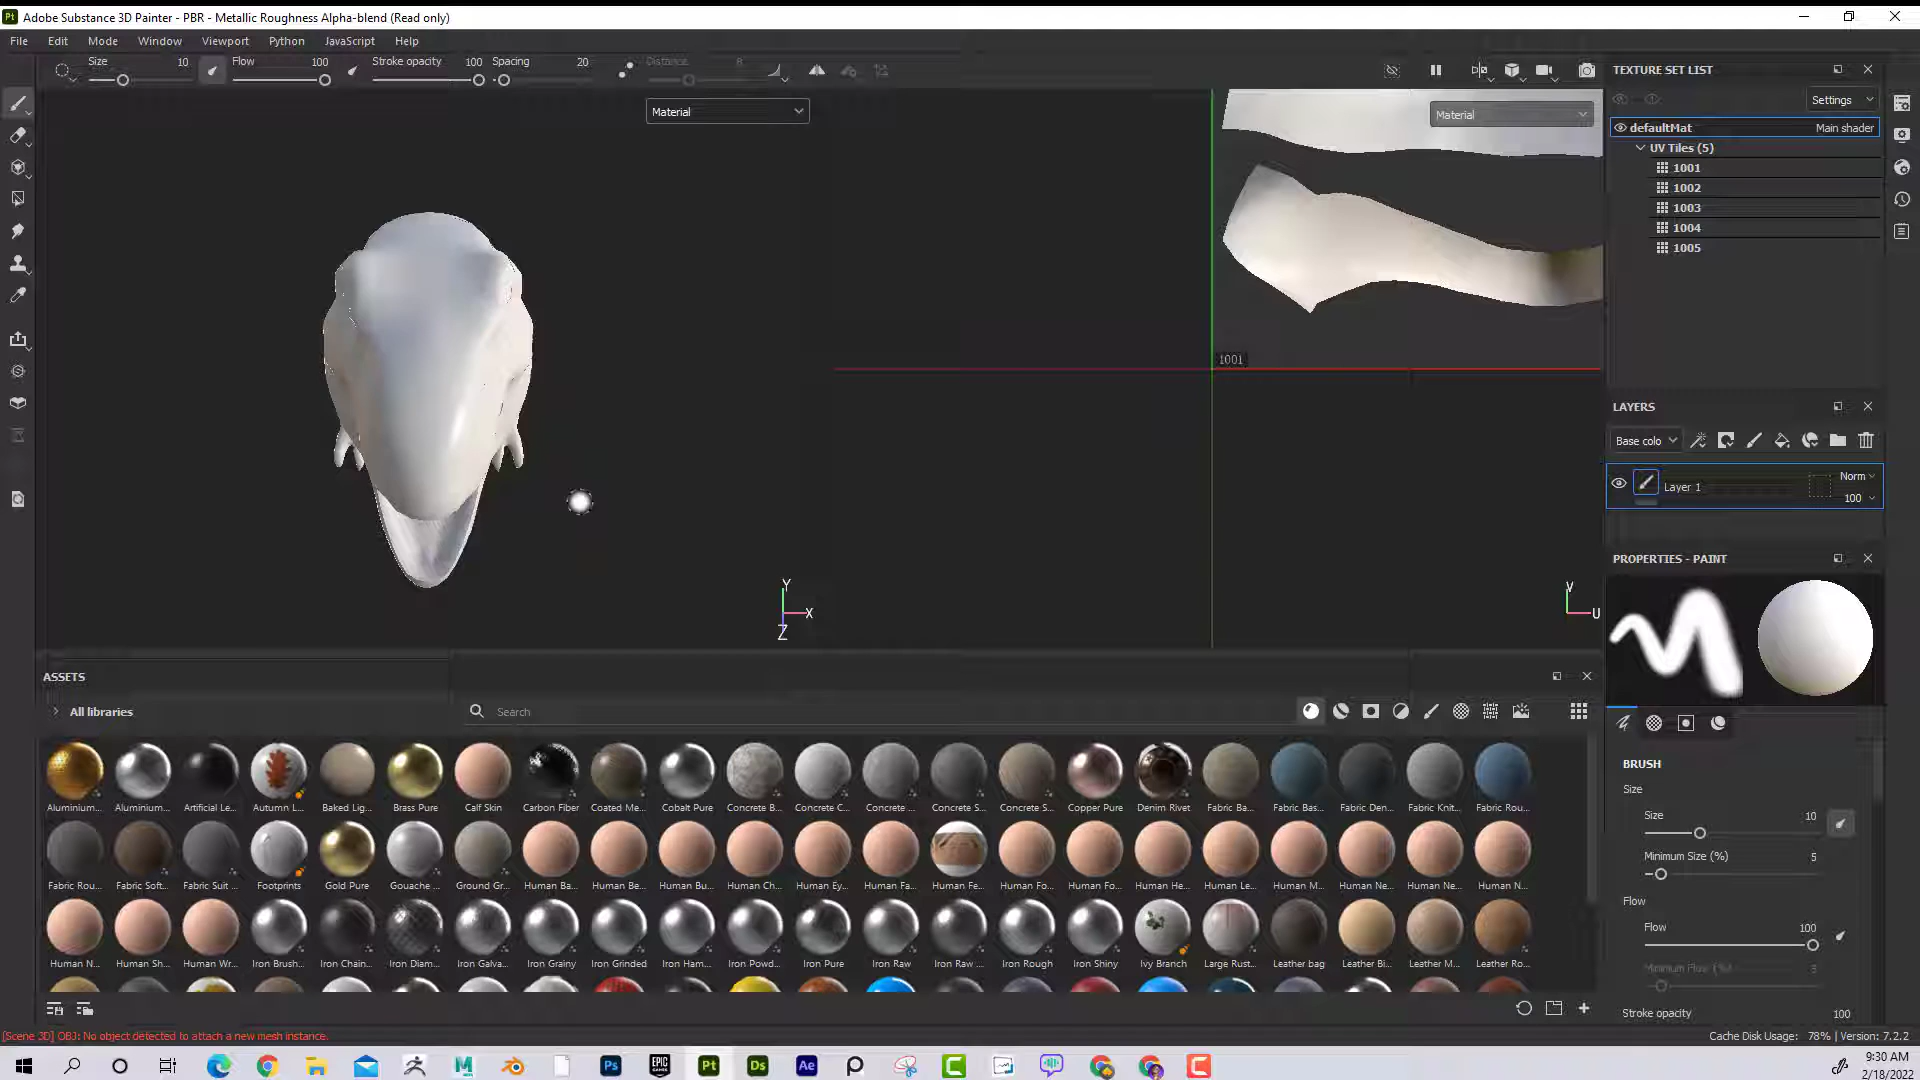 Adobe Substance 3D Painter - PBR - Metallic Roughness Alpha-blend (Read only)
File Edit Mode Window Viewport Python JavaScript Help
Size 10 Flow 100 Stroke opacity 100 Spacing 20 Distance 8
Material
Material
1001
Y
X
Z
V
U
TEXTURE SET LIST
Settings
defaultMat Main shader
UV Tiles (5)
1001
1002
1003
1004
1005
LAYERS
Base colo
Layer 1 Norm
100
PROPERTIES - PAINT
BRUSH
Size
Size 10
Minimum Size (%) 5
Flow
Flow 100
Minimum Flow (%)
Stroke opacity 100
ASSETS
All libraries Search
Aluminium... Aluminium... Artificial Le... Autumn L... Baked Lig... Brass Pure Calf Skin Carbon Fiber Coated Me... Cobalt Pure Concrete B... Concrete C... Concrete ... Concrete S... Concrete S... Copper Pure Denim Rivet Fabric Ba... Fabric Bas... Fabric Den... Fabric Knit... Fabric Rou...
Fabric Rou... Fabric Soft... Fabric Suit ... Footprints Gold Pure Gouache ... Ground Gr... Human Ba... Human Be... Human Bu... Human Ch... Human Ey... Human Fa... Human Fe... Human Fo... Human Fo... Human He... Human Le... Human M... Human Ne... Human Ne... Human N...
Human N... Human Sh... Human Wr... Iron Brush... Iron Chain... Iron Diam... Iron Galva... Iron Grainy Iron Grinded Iron Ham... Iron Powd... Iron Pure Iron Raw Iron Raw ... Iron Rough Iron Shiny Ivy Branch Large Rust... Leather bag Leather Bi... Leather M... Leather Ro...
[Scene 3D] OBJ: No object detected to attach a new mesh instance.
Cache Disk Usage: 78% | Version: 7.2.2
9:30 AM
2/18/2022